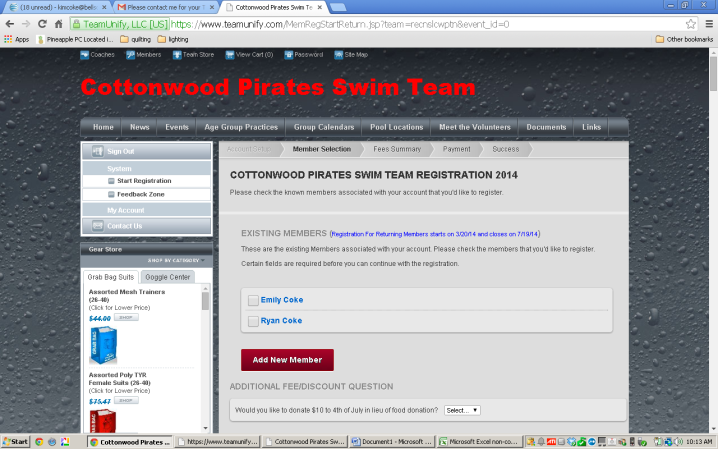 (18 unread) - kimcoke@bells
Please contact me for your
Cottonwood Pirates Swim Te
TeamUnify, LLC [US] https://www.teamunify.com/MemRegStartReturn.jsp?team=recnslcwptn&event_id=0
Apps Pineapple PC Located i... quilting lighting Other bookmarks
Coaches Members Team Store View Cart (0) Password Site Map
Cottonwood Pirates Swim Team
Home News Events Age Group Practices Group Calendars Pool Locations Meet the Volunteers Documents Links
Sign Out
System
Start Registration
Feedback Zone
My Account
Contact Us
Gear Store
SHOP BY CATEGORY
Grab Bag Suits Goggle Center
Assorted Mesh Trainers
(26-40)
(Click for Lower Price)
$44.00 SHOP
GRAB BAG
Assorted Poly TYR
Female Suits (26-40)
(Click for Lower Price)
$75.47 SHOP
Account Setup Member Selection Fees Summary Payment Success
COTTONWOOD PIRATES SWIM TEAM REGISTRATION 2014
Please check the known members associated with your account that you'd like to register.
EXISTING MEMBERS (Registration For Returning Members starts on 3/20/14 and closes on 7/19/14)
These are the existing Members associated with your account. Please check the members that you'd like to register.
Certain fields are required before you can continue with the registration.
Emily Coke
Ryan Coke
Add New Member
ADDITIONAL FEE/DISCOUNT QUESTION
Would you like to donate $10 to 4th of July in lieu of food donation? Select...
Start Cottonwood Pirates ... https://www.teamunify... Cottonwood Pirates Sw... Document1 - Microsoft ... Microsoft Excel non-co... 10:13 AM